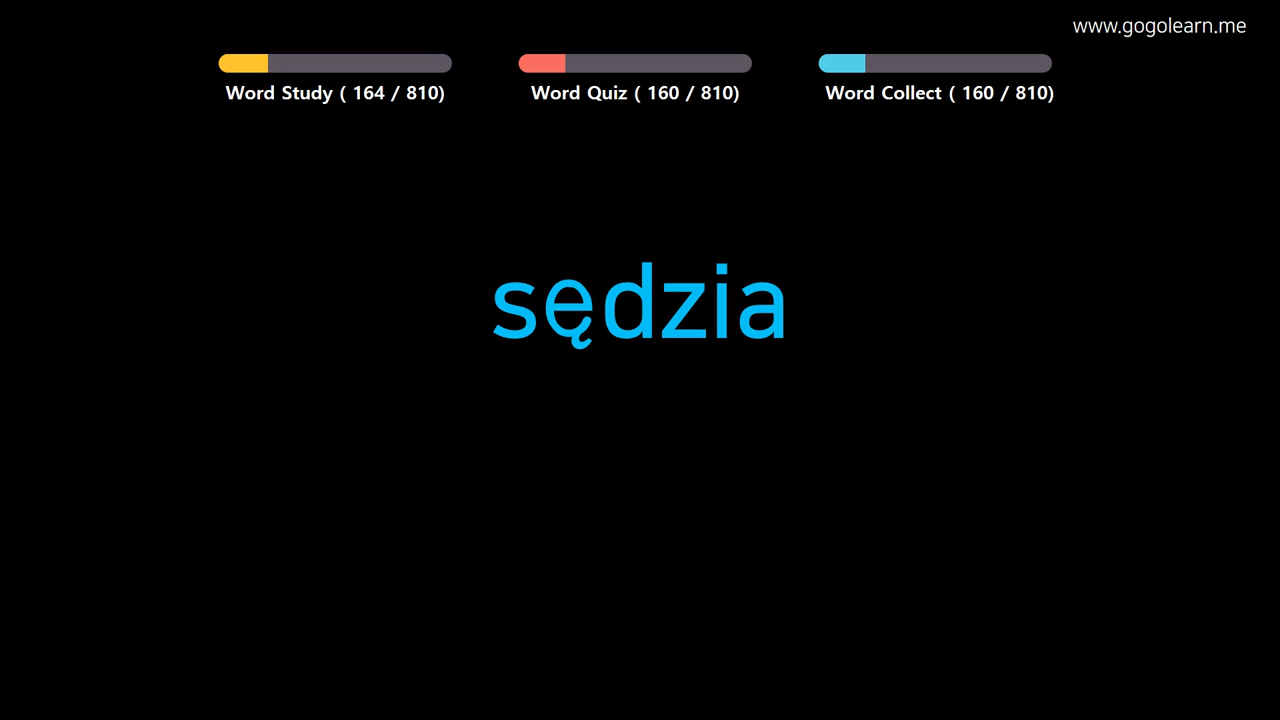 www.gogolearn.me
Word Study ( 164 / 810)
Word Quiz ( 160 / 810)
Word Collect ( 160 / 810)
sędzia